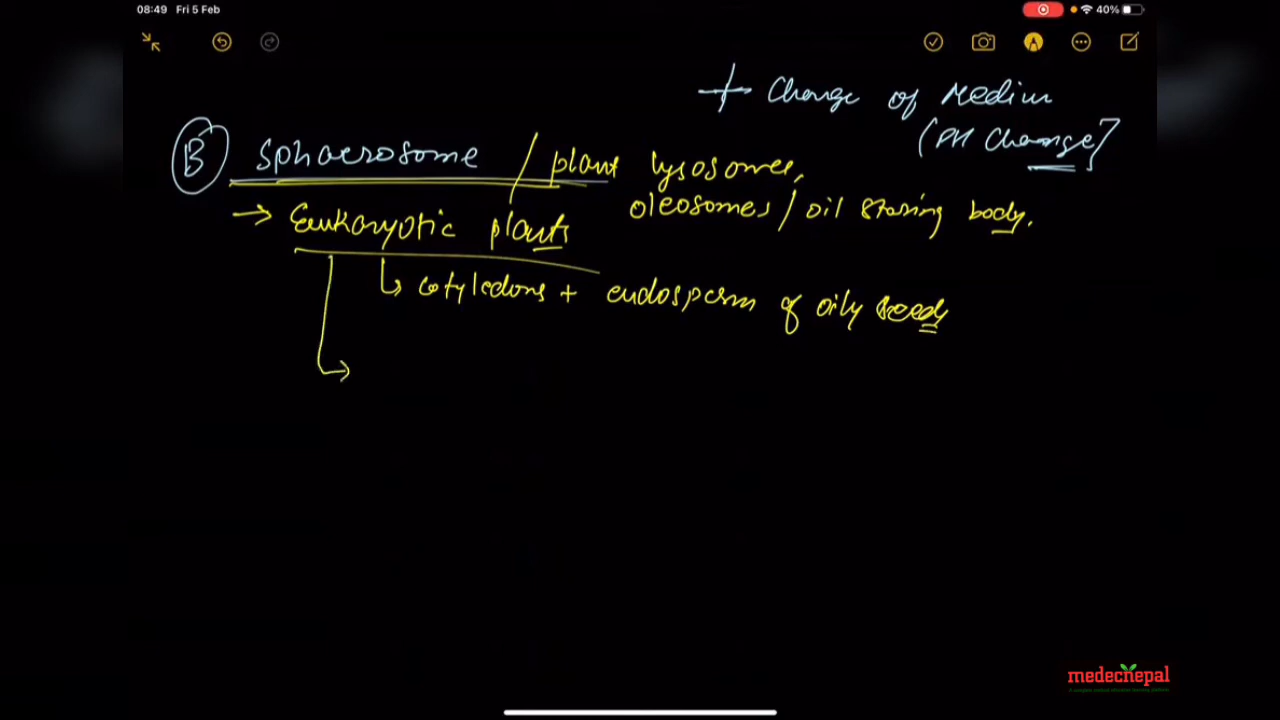 08:49 Fri 5 Feb
40%
+ Change of Medium
(PH Change]
B) Sphaerosome / plant lysosomes,
oleosomes / oil storing body.
→ Eukaryotic plants
↳ cotyledons + endosperm of oily seeds
medecnepal